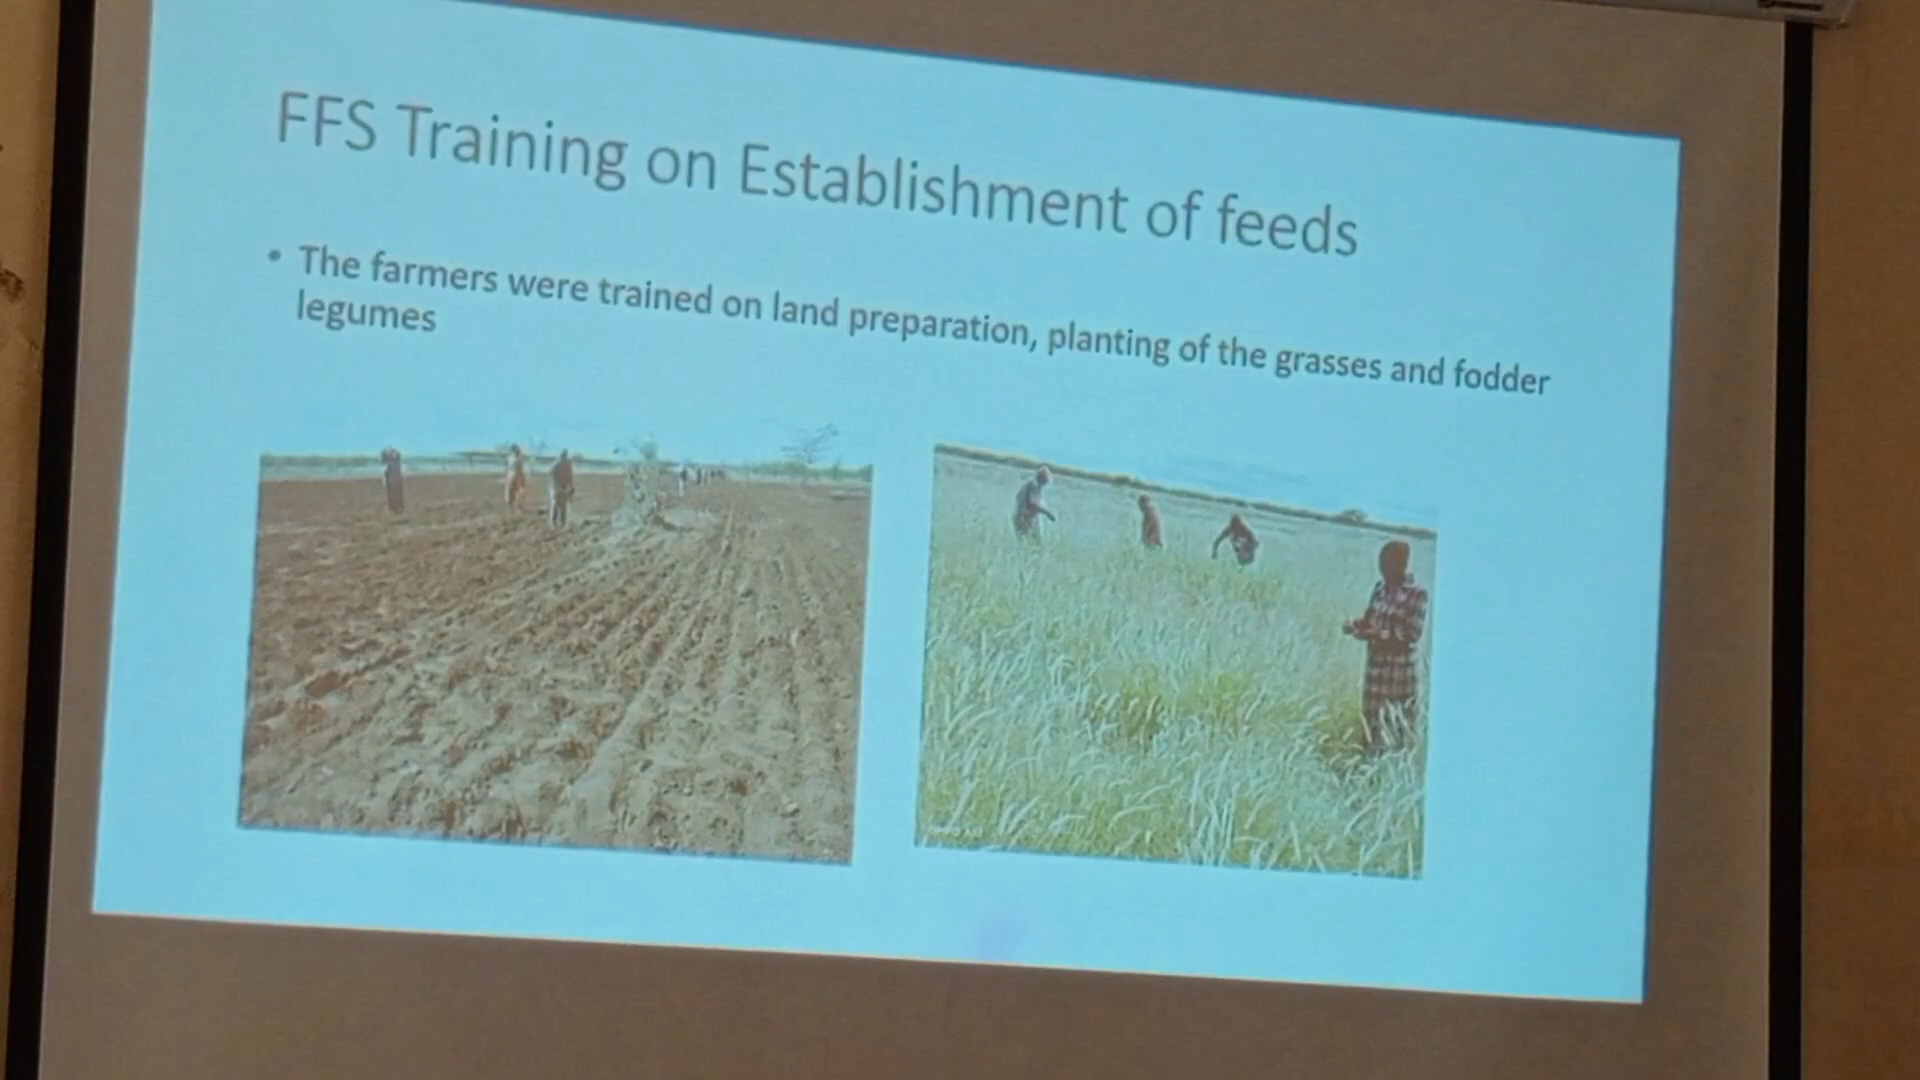 FFS Training on Establishment of feeds
• The farmers were trained on land preparation, planting of the grasses and fodder
legumes